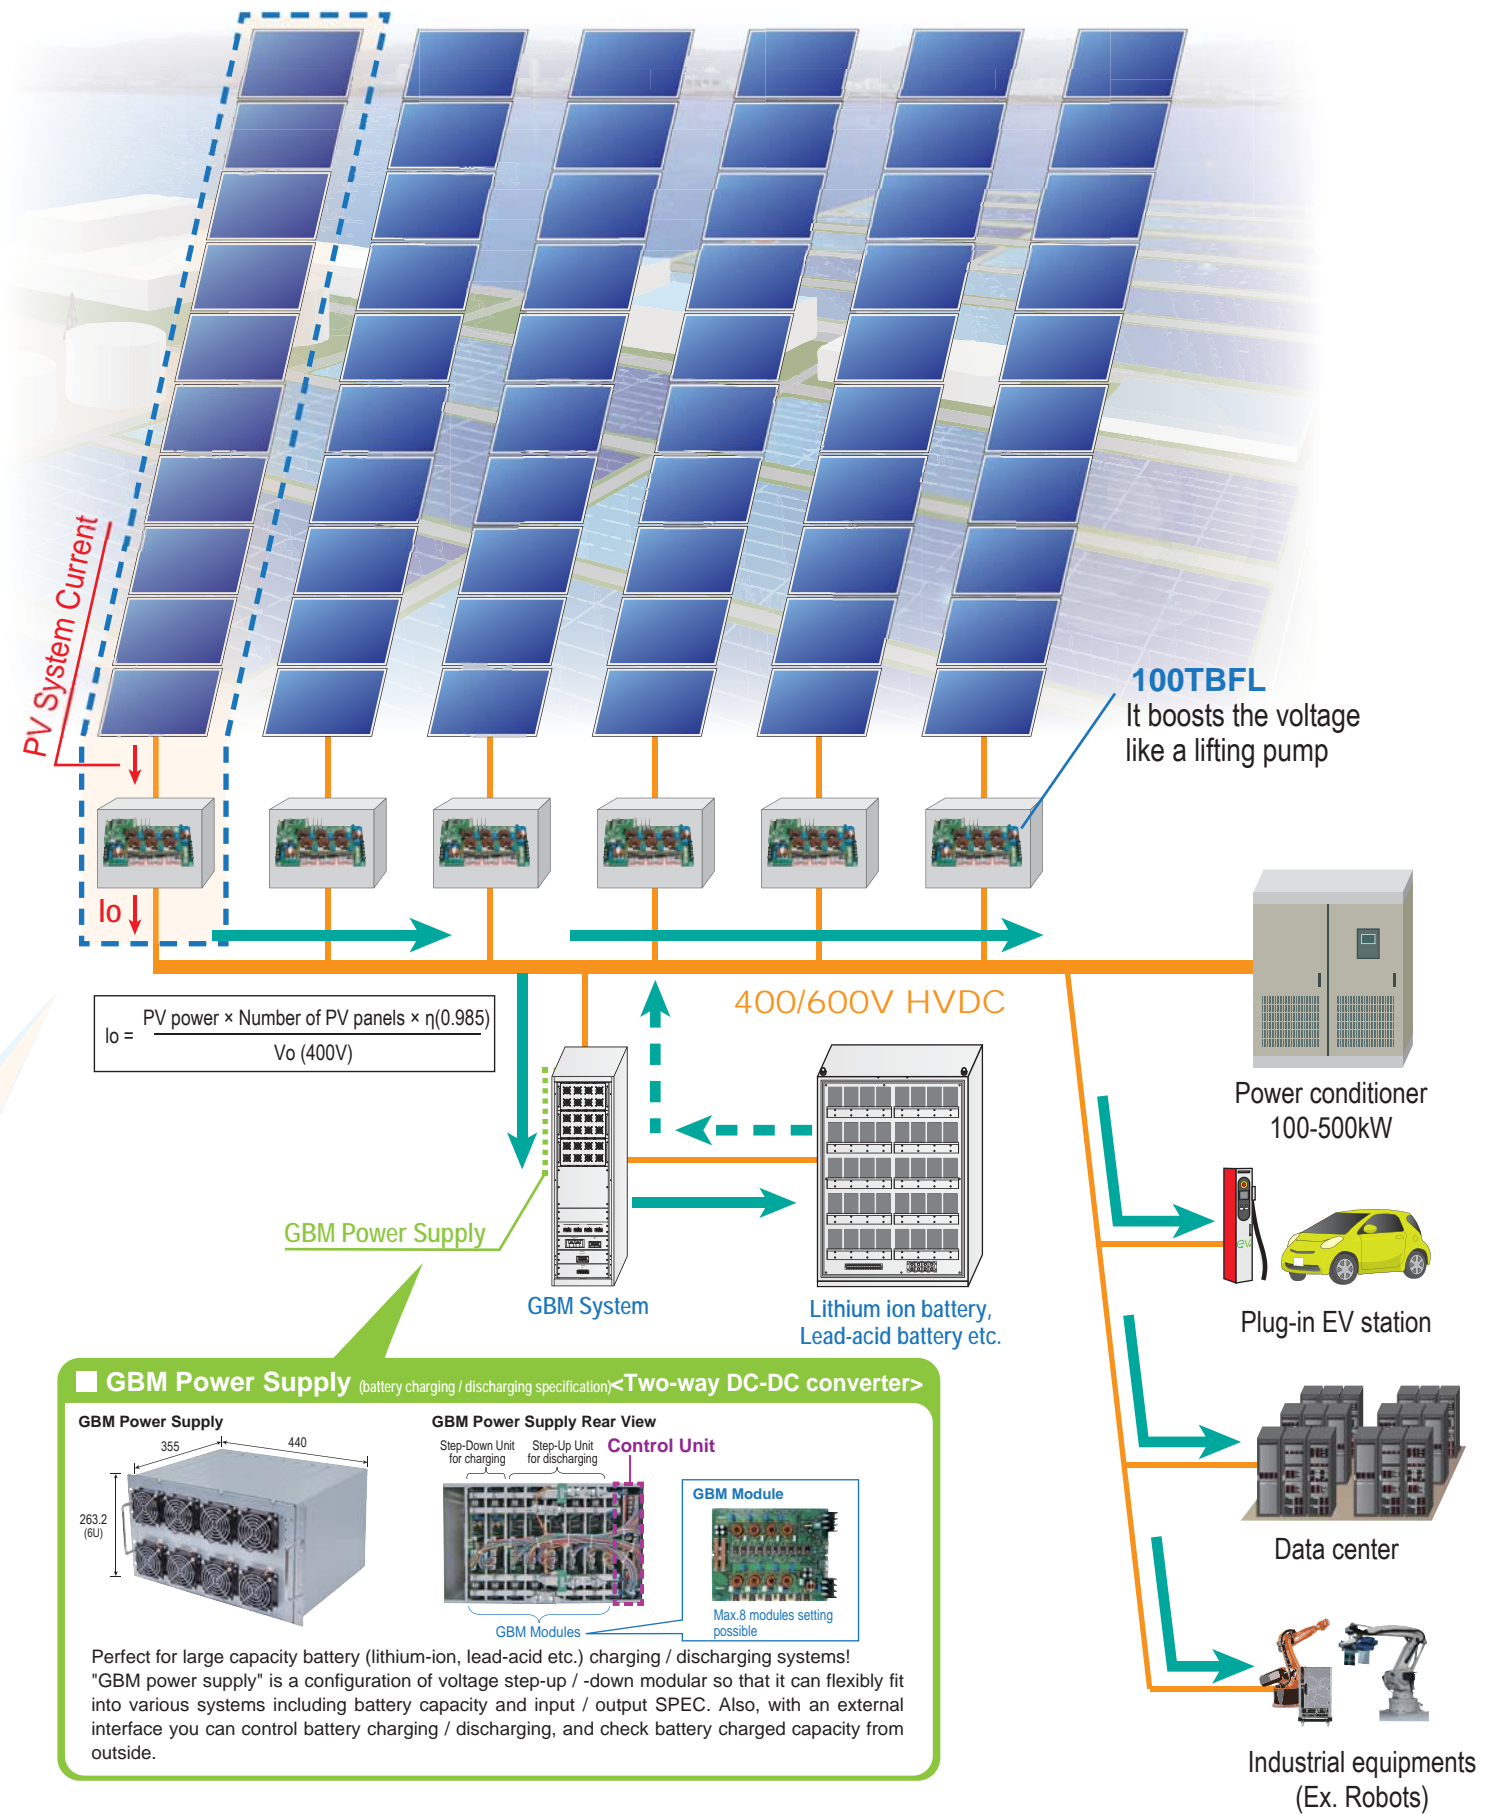 PV System Current
100TBFL
It boosts the voltage
like a lifting pump
Io
400/600V HVDC
Io = PV power × Number of PV panels × η(0.985)
Vo (400V)
Power conditioner
100-500kW
GBM Power Supply
GBM System
Lithium ion battery,
Lead-acid battery etc.
ev
Plug-in EV station
Data center
Industrial equipments
(Ex. Robots)
GBM Power Supply (battery charging / discharging specification)<Two-way DC-DC converter>
GBM Power Supply
355
440
263.2
(6U)
GBM Power Supply Rear View
Step-Down Unit
for charging
Step-Up Unit
for discharging
Control Unit
GBM Module
Max.8 modules setting
possible
GBM Modules
Perfect for large capacity battery (lithium-ion, lead-acid etc.) charging / discharging systems!
"GBM power supply" is a configuration of voltage step-up / -down modular so that it can flexibly fit
into various systems including battery capacity and input / output SPEC. Also, with an external
interface you can control battery charging / discharging, and check battery charged capacity from
outside.